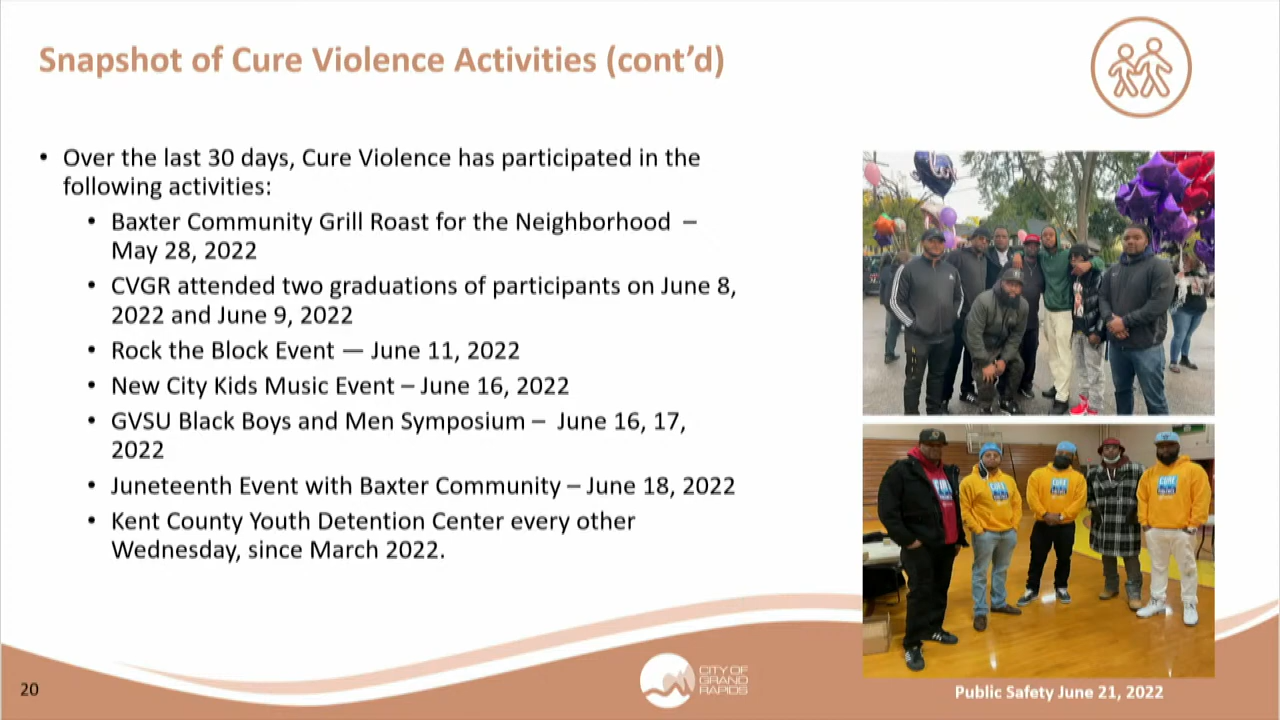 Snapshot of Cure Violence Activities (cont’d)
• Over the last 30 days, Cure Violence has participated in the
following activities:
• Baxter Community Grill Roast for the Neighborhood –
May 28, 2022
• CVGR attended two graduations of participants on June 8,
2022 and June 9, 2022
• Rock the Block Event — June 11, 2022
• New City Kids Music Event – June 16, 2022
• GVSU Black Boys and Men Symposium – June 16, 17,
2022
• Juneteenth Event with Baxter Community – June 18, 2022
• Kent County Youth Detention Center every other
Wednesday, since March 2022.
20
CITY OF
GRAND
RAPIDS
Public Safety June 21, 2022